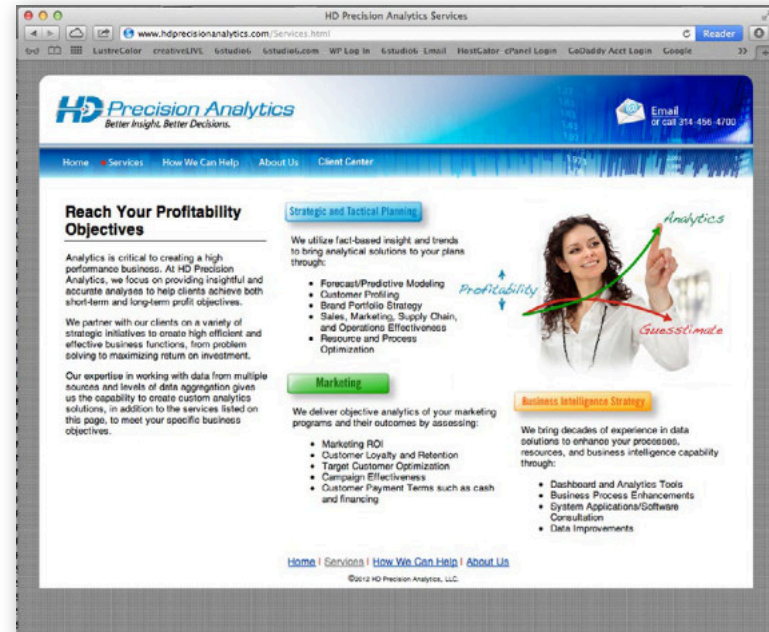 HD Precision Analytics Services
www.hdprecisionanalytics.com/Services.html
Reader
LustreColor creativeLIVE 6studio6 6studio6.com WP Log In 6studio6 Email HostGator cPanel Login GoDaddy Acct Login Google
HD Precision Analytics
Better Insight. Better Decisions.
Email
or call 314-456-4700
Home Services How We Can Help About Us Client Center
Reach Your Profitability
Objectives
Analytics is critical to creating a high
performance business. At HD Precision
Analytics, we focus on providing insightful and
accurate analyses to help clients achieve both
short-term and long-term profit objectives.
We partner with our clients on a variety of
strategic initiatives to create high efficient and
effective business functions, from problem
solving to maximizing return on investment.
Our expertise in working with data from multiple
sources and levels of data aggregation gives
us the capability to create custom analytics
solutions, in addition to the services listed on
this page, to meet your specific business
objectives.
Strategic and Tactical Planning
We utilize fact-based insight and trends
to bring analytical solutions to your plans
through:
• Forecast/Predictive Modeling
• Customer Profiling
• Brand Portfolio Strategy
• Sales, Marketing, Supply Chain,
and Operations Effectiveness
• Resource and Process
Optimization
Marketing
We deliver objective analytics of your marketing
programs and their outcomes by assessing:
• Marketing ROI
• Customer Loyalty and Retention
• Target Customer Optimization
• Campaign Effectiveness
• Customer Payment Terms such as cash
and financing
Analytics
Profitability
Guesstimate
Business Intelligence Strategy
We bring decades of experience in data
solutions to enhance your processes,
resources, and business intelligence capability
through:
• Dashboard and Analytics Tools
• Business Process Enhancements
• System Applications/Software
Consultation
• Data Improvements
Home | Services | How We Can Help | About Us
©2012 HD Precision Analytics, LLC.